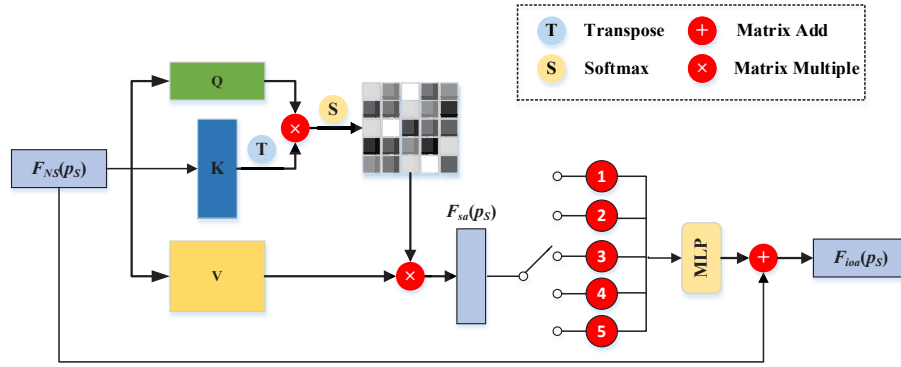 T Transpose + Matrix Add
S Softmax × Matrix Multiple
Q
S
×
K
T
F_NS(p_S)
F_sa(p_S)
V
×
1
2
3
4
5
MLP
+
F_ioa(p_S)